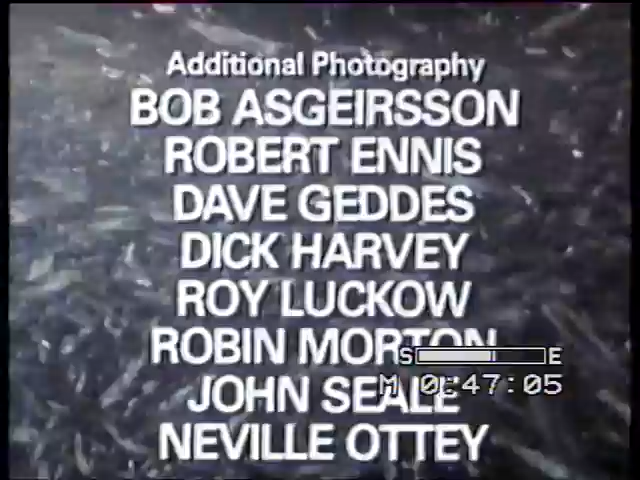 Additional Photography
BOB ASGEIRSSON
ROBERT ENNIS
DAVE GEDDES
DICK HARVEY
ROY LUCKOW
ROBIN MORTON
S E
JOHN SEALE
M 0:47:05
NEVILLE OTTEY